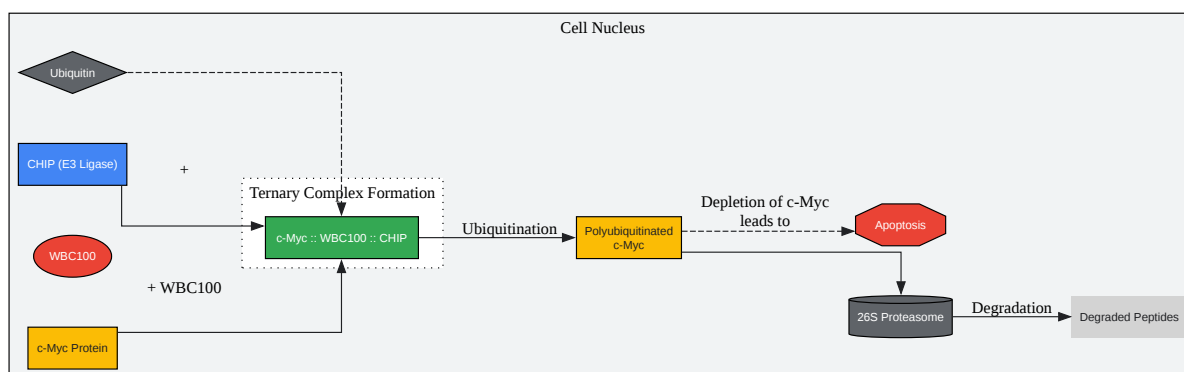 Cell Nucleus
Ubiquitin
CHIP (E3 Ligase)
+
Ternary Complex Formation
c-Myc :: WBC100 :: CHIP
WBC100
+ WBC100
c-Myc Protein
Ubiquitination
Polyubiquitinated
c-Myc
Depletion of c-Myc
leads to
Apoptosis
26S Proteasome
Degradation
Degraded Peptides